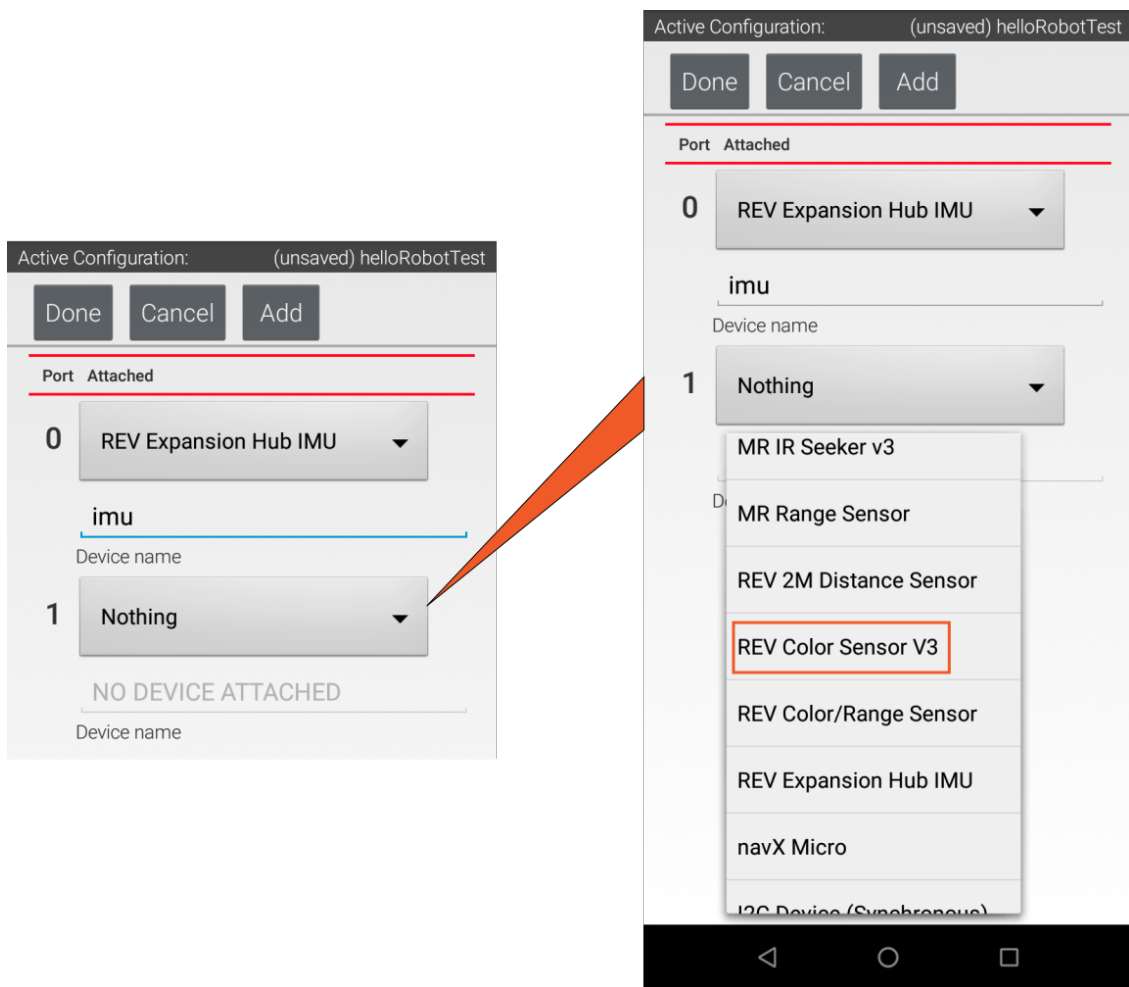 Active Configuration: (unsaved) helloRobotTest
Done Cancel Add
Port Attached
0 REV Expansion Hub IMU
imu
Device name
1 Nothing
NO DEVICE ATTACHED
Device name
Active Configuration: (unsaved) helloRobotTest
Done Cancel Add
Port Attached
0 REV Expansion Hub IMU
imu
Device name
1 Nothing
MR IR Seeker v3
MR Range Sensor
REV 2M Distance Sensor
REV Color Sensor V3
REV Color/Range Sensor
REV Expansion Hub IMU
navX Micro
I2C Device (Synchronous)